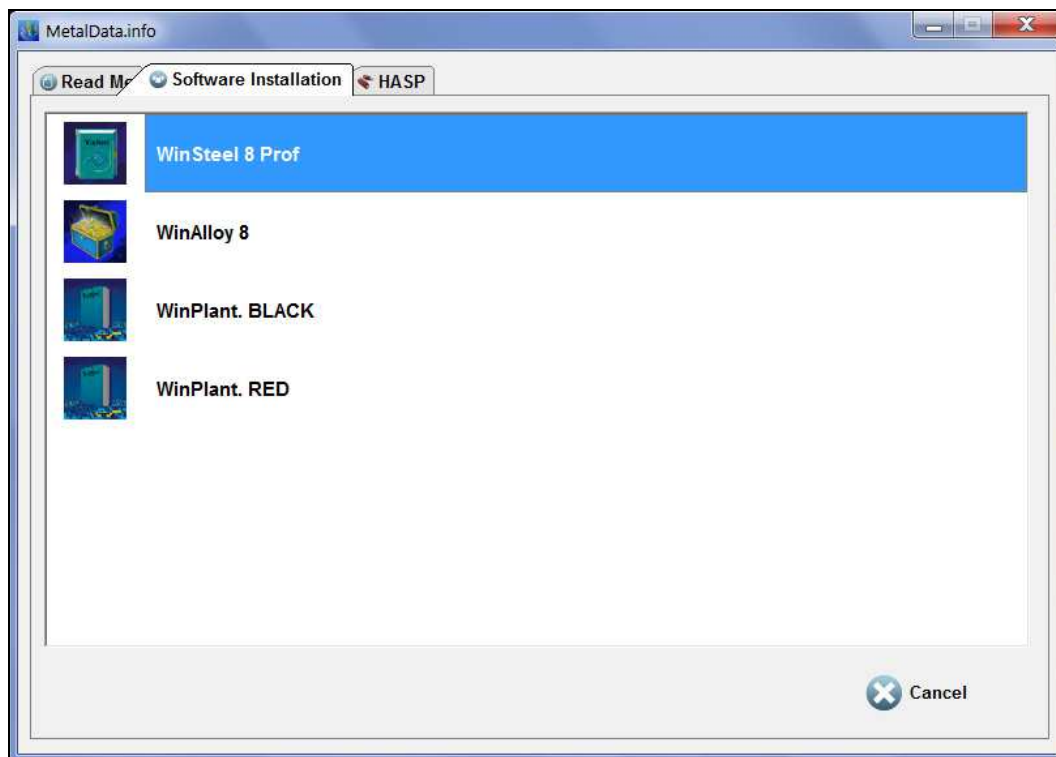 MetalData.info
Read Me
Software Installation
HASP
WinSteel 8 Prof
WinAlloy 8
WinPlant. BLACK
WinPlant. RED
Cancel